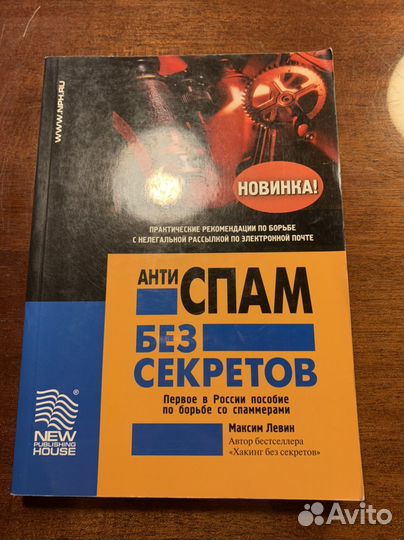 WWW.NPH.RU
НОВИНКА!
ПРАКТИЧЕСКИЕ РЕКОМЕНДАЦИИ ПО БОРЬБЕ
С НЕЛЕГАЛЬНОЙ РАССЫЛКОЙ ПО ЭЛЕКТРОННОЙ ПОЧТЕ
АНТИ СПАМ
БЕЗ
СЕКРЕТОВ
Первое в России пособие
по борьбе со спаммерами
Максим Левин
Автор бестселлера
«Хакинг без секретов»
®
NEW
PUBLISHING
HOUSE
Avito